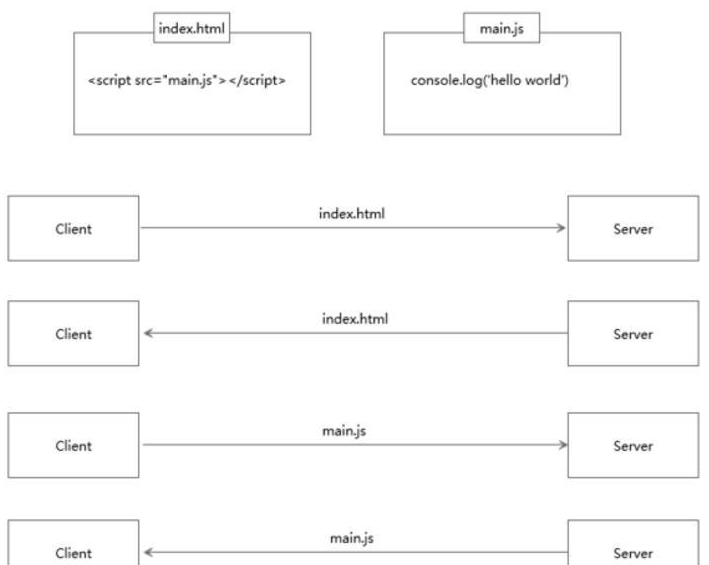 index.html
main.js
<script src="main.js"></script>
console.log('hello world')
index.html
Client
Server
index.html
Client
Server
main.js
Client
Server
main.js
Client
Server